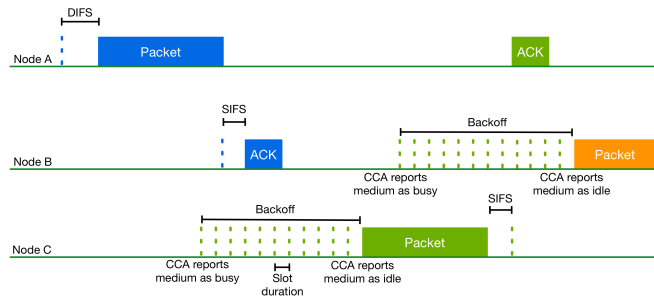 DIFS
Node A
Packet
ACK
SIFS
Backoff
Node B
ACK
Packet
CCA reports
medium as busy
CCA reports
medium as idle
SIFS
Backoff
Node C
Packet
CCA reports
medium as busy
Slot
duration
CCA reports
medium as idle